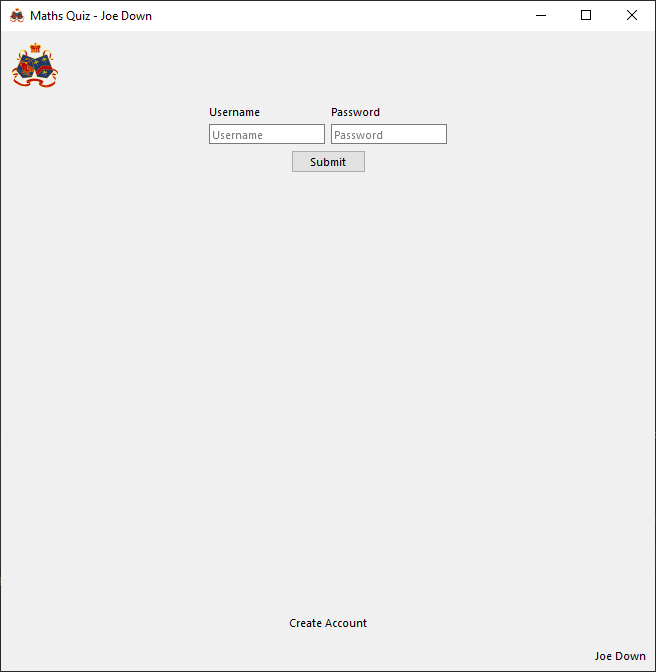 Maths Quiz - Joe Down
Username Password
Username Password
Submit
Create Account
Joe Down